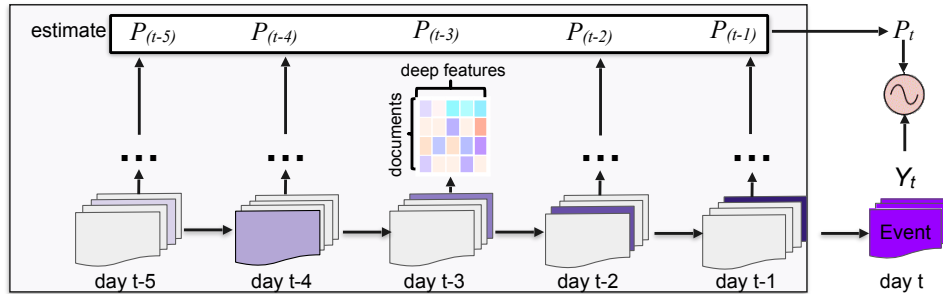 estimate P(t-5) P(t-4) P(t-3) P(t-2) P(t-1) Pt
deep features
documents
... ... ... ...
Yt
Event
day t-5 day t-4 day t-3 day t-2 day t-1 day t